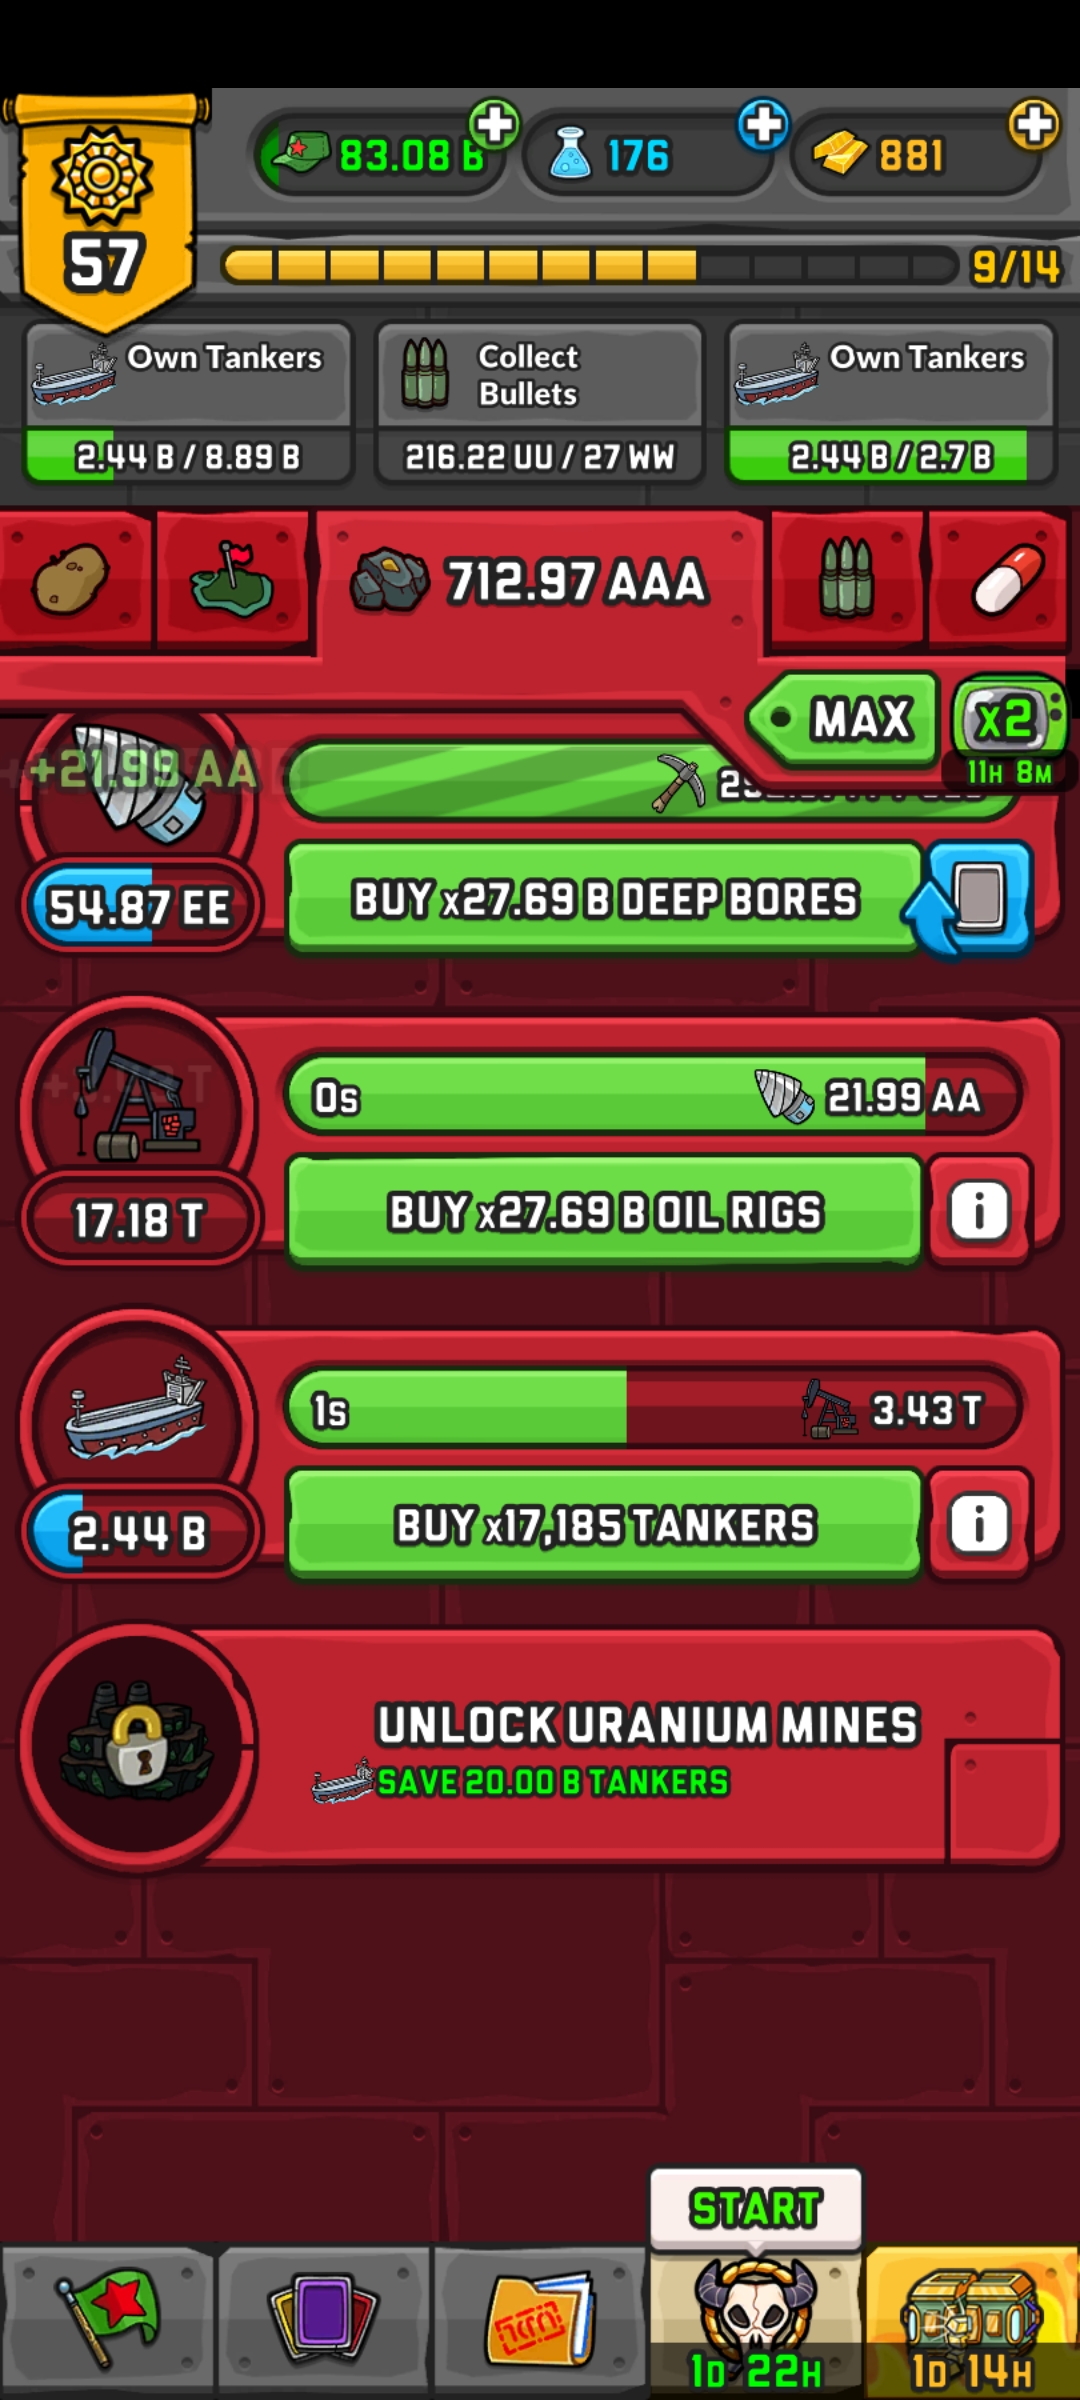 57
83.08 B
176
881
9/14
Own Tankers
2.44 B / 8.89 B
Collect
Bullets
216.22 UU / 27 WW
Own Tankers
2.44 B / 2.7 B
712.97 AAA
MAX
x2
11H 8M
+21.99 AA
54.87 EE
BUY x27.69 B DEEP BORES
0s
21.99 AA
17.18 T
BUY x27.69 B OIL RIGS
1s
3.43 T
2.44 B
BUY x17,185 TANKERS
UNLOCK URANIUM MINES
SAVE 20.00 B TANKERS
START
1D 22H
1D 14H